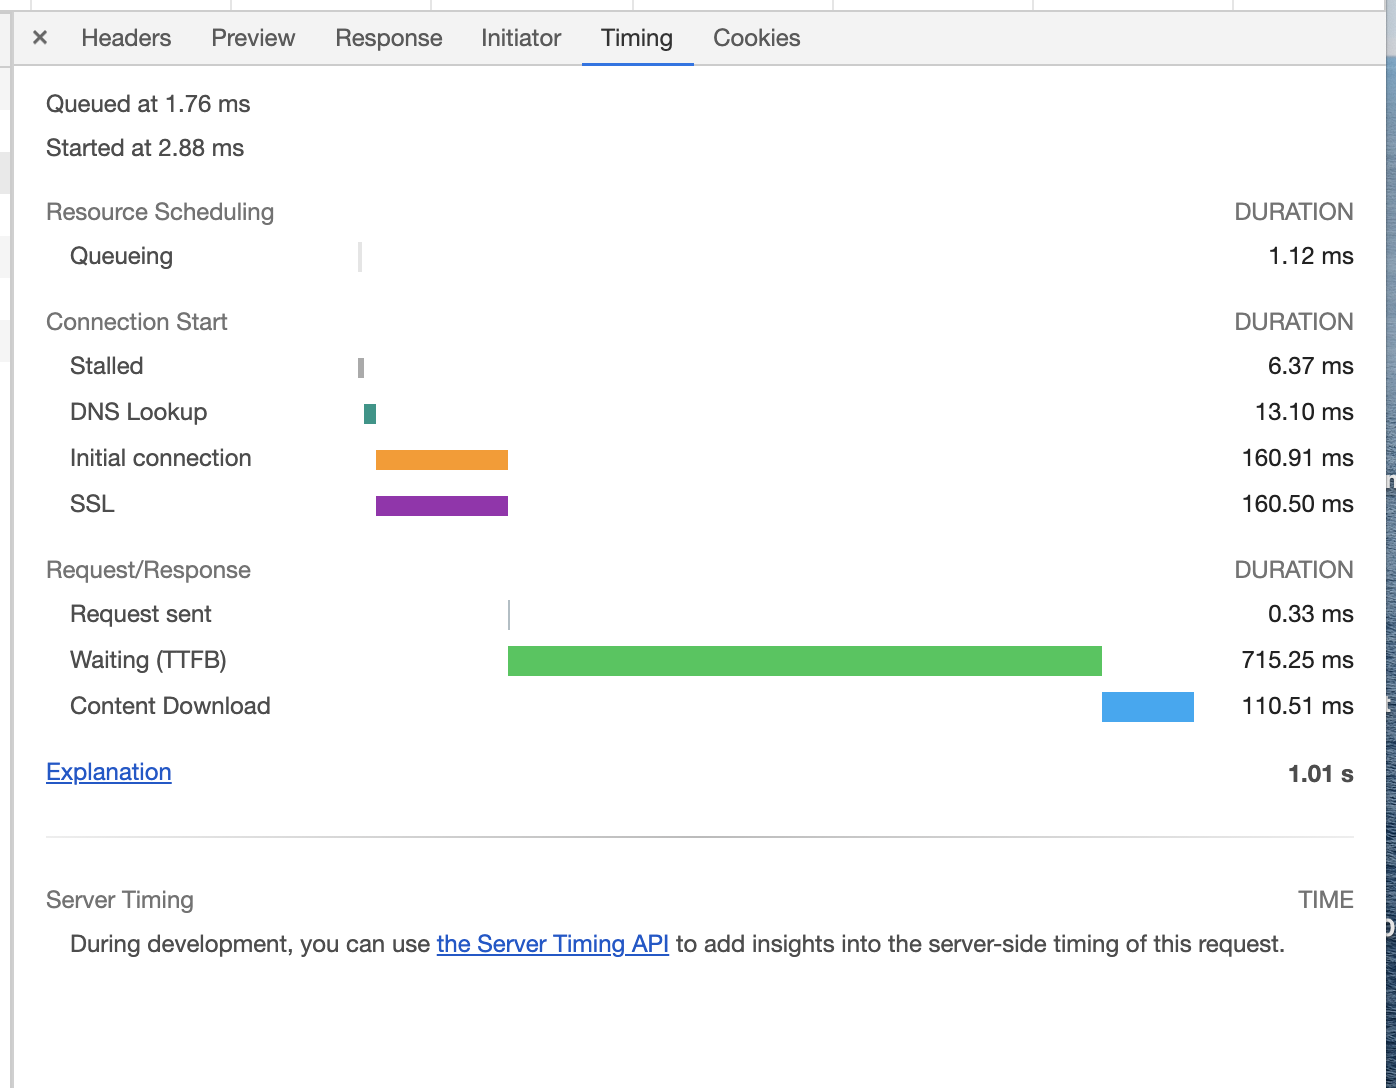 × Headers Preview Response Initiator Timing Cookies
Queued at 1.76 ms
Started at 2.88 ms
Resource Scheduling DURATION
Queueing 1.12 ms
Connection Start DURATION
Stalled 6.37 ms
DNS Lookup 13.10 ms
Initial connection 160.91 ms
SSL 160.50 ms
Request/Response DURATION
Request sent 0.33 ms
Waiting (TTFB) 715.25 ms
Content Download 110.51 ms
Explanation 1.01 s
Server Timing TIME
During development, you can use the Server Timing API to add insights into the server-side timing of this request.